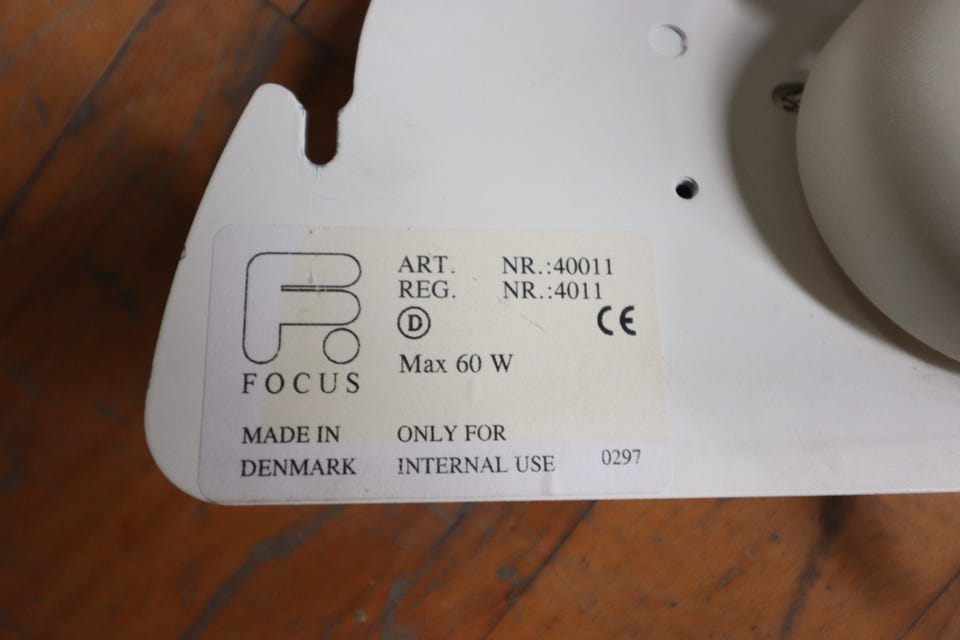 ART. NR.:40011
REG. NR.:4011
D CE
Max 60 W
F.
FOCUS
MADE IN ONLY FOR
DENMARK INTERNAL USE 0297